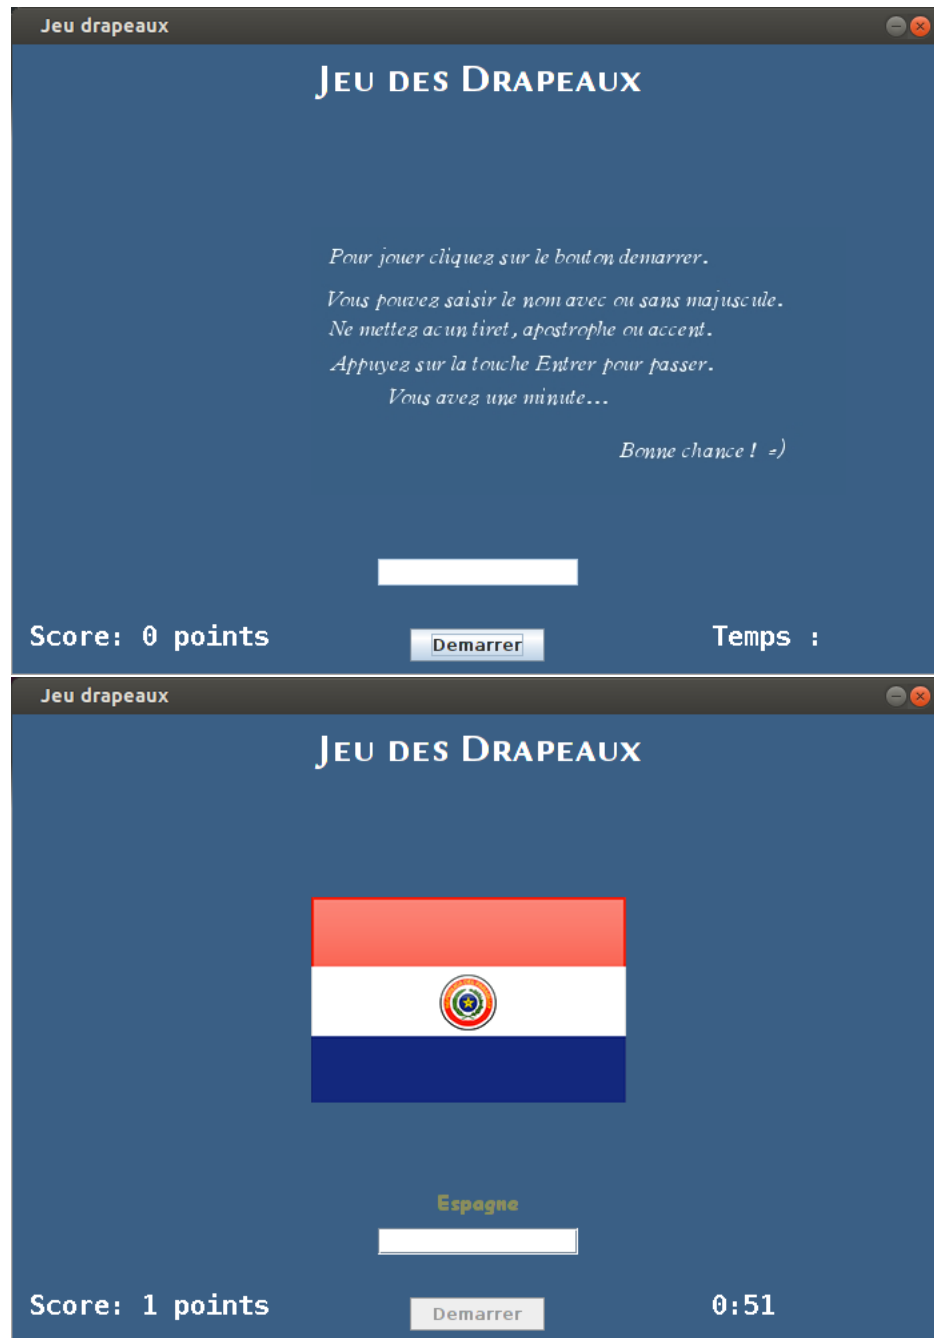 Jeu drapeaux
Jeu des Drapeaux
Pour jouer cliquez sur le bouton demarrer.
Vous pouvez saisir le nom avec ou sans majuscule.
Ne mettez acun tiret, apostrophe ou accent.
Appuyez sur la touche Entrer pour passer.
Vous avez une minute...
Bonne chance ! =)
Score: 0 points
Demarrer
Temps :
Jeu drapeaux
Jeu des Drapeaux
Espagne
Score: 1 points
Demarrer
0:51